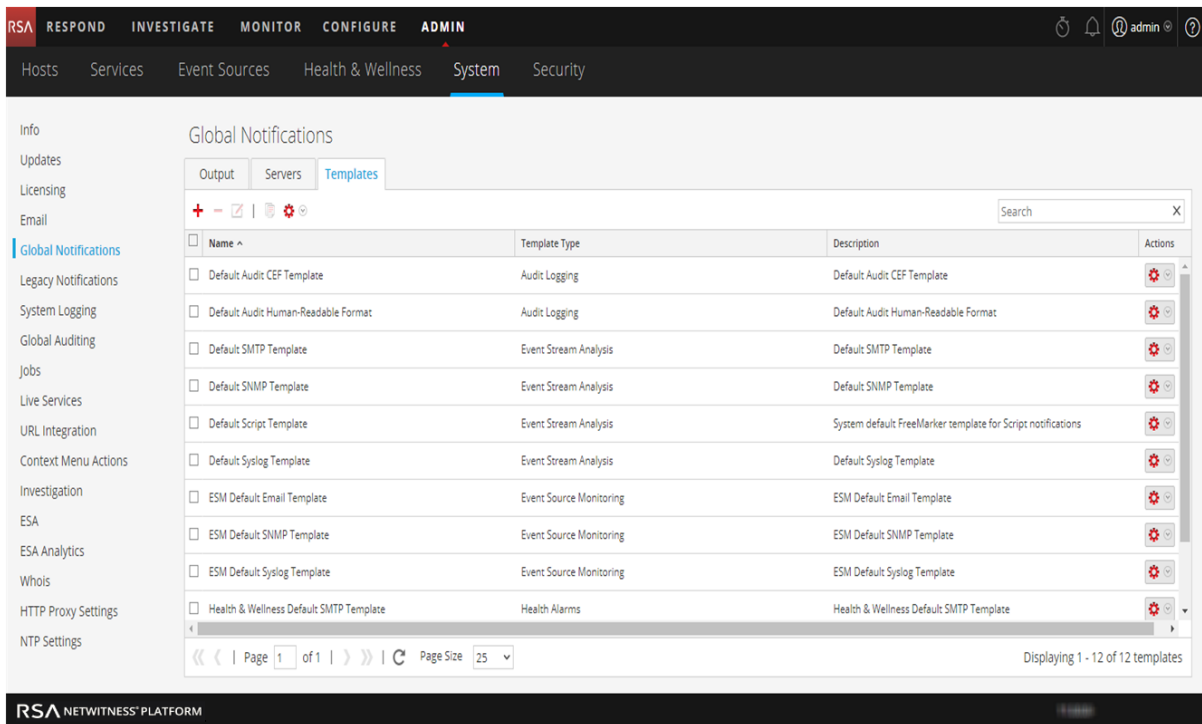 RSA RESPOND INVESTIGATE MONITOR CONFIGURE ADMIN admin
Hosts Services Event Sources Health & Wellness System Security
Info
Updates
Licensing
Email
Global Notifications
Legacy Notifications
System Logging
Global Auditing
Jobs
Live Services
URL Integration
Context Menu Actions
Investigation
ESA
ESA Analytics
Whois
HTTP Proxy Settings
NTP Settings
Global Notifications
Output Servers Templates
Search X
Name Template Type Description Actions
Default Audit CEF Template Audit Logging Default Audit CEF Template
Default Audit Human-Readable Format Audit Logging Default Audit Human-Readable Format
Default SMTP Template Event Stream Analysis Default SMTP Template
Default SNMP Template Event Stream Analysis Default SNMP Template
Default Script Template Event Stream Analysis System default FreeMarker template for Script notifications
Default Syslog Template Event Stream Analysis Default Syslog Template
ESM Default Email Template Event Source Monitoring ESM Default Email Template
ESM Default SNMP Template Event Source Monitoring ESM Default SNMP Template
ESM Default Syslog Template Event Source Monitoring ESM Default Syslog Template
Health & Wellness Default SMTP Template Health Alarms Health & Wellness Default SMTP Template
Page 1 of 1 Page Size 25 Displaying 1 - 12 of 12 templates
RSA NETWITNESS® PLATFORM